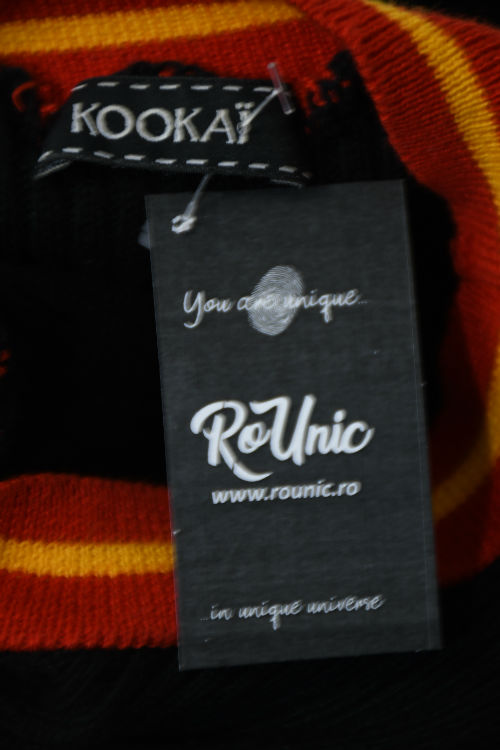 KOOKAÏ
You are unique...
RoUnic
www.rounic.ro
...in unique universe